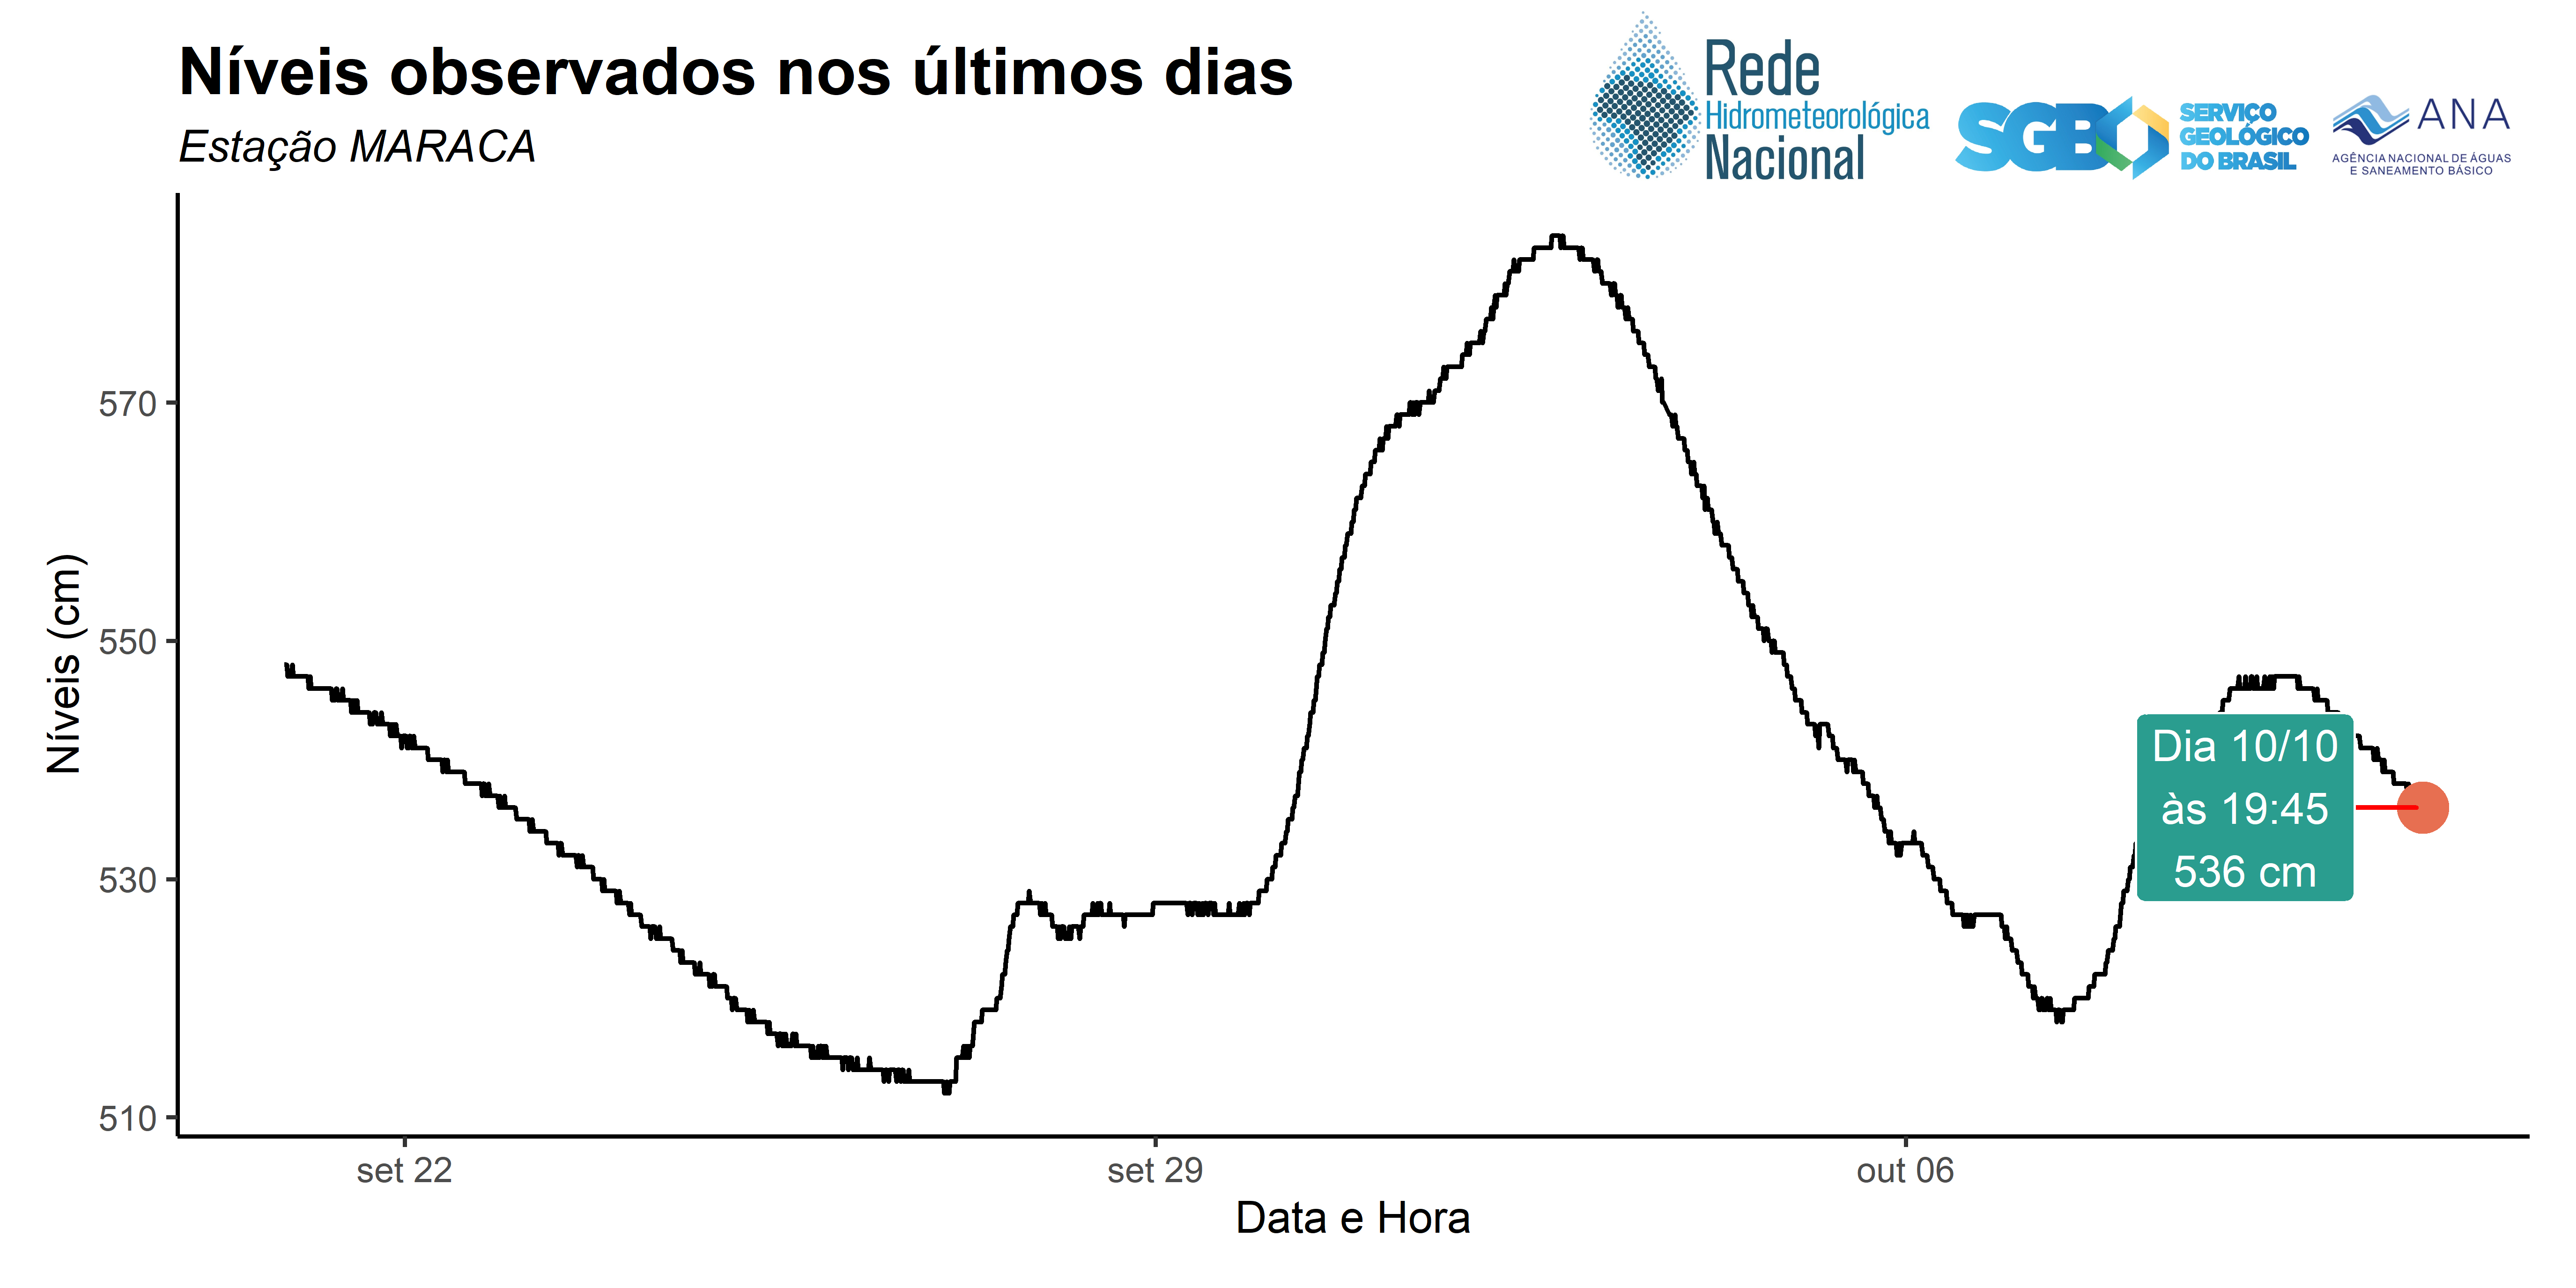 Níveis observados nos últimos dias
Estação MARACA
Rede
Hidrometeorológica
Nacional
SGB
SERVIÇO
GEOLÓGICO
DO BRASIL
ANA
AGÊNCIA NACIONAL DE ÁGUAS
E SANEAMENTO BÁSICO
Níveis (cm)
570
550
530
510
Dia 10/10
às 19:45
536 cm
set 22
set 29
out 06
Data e Hora